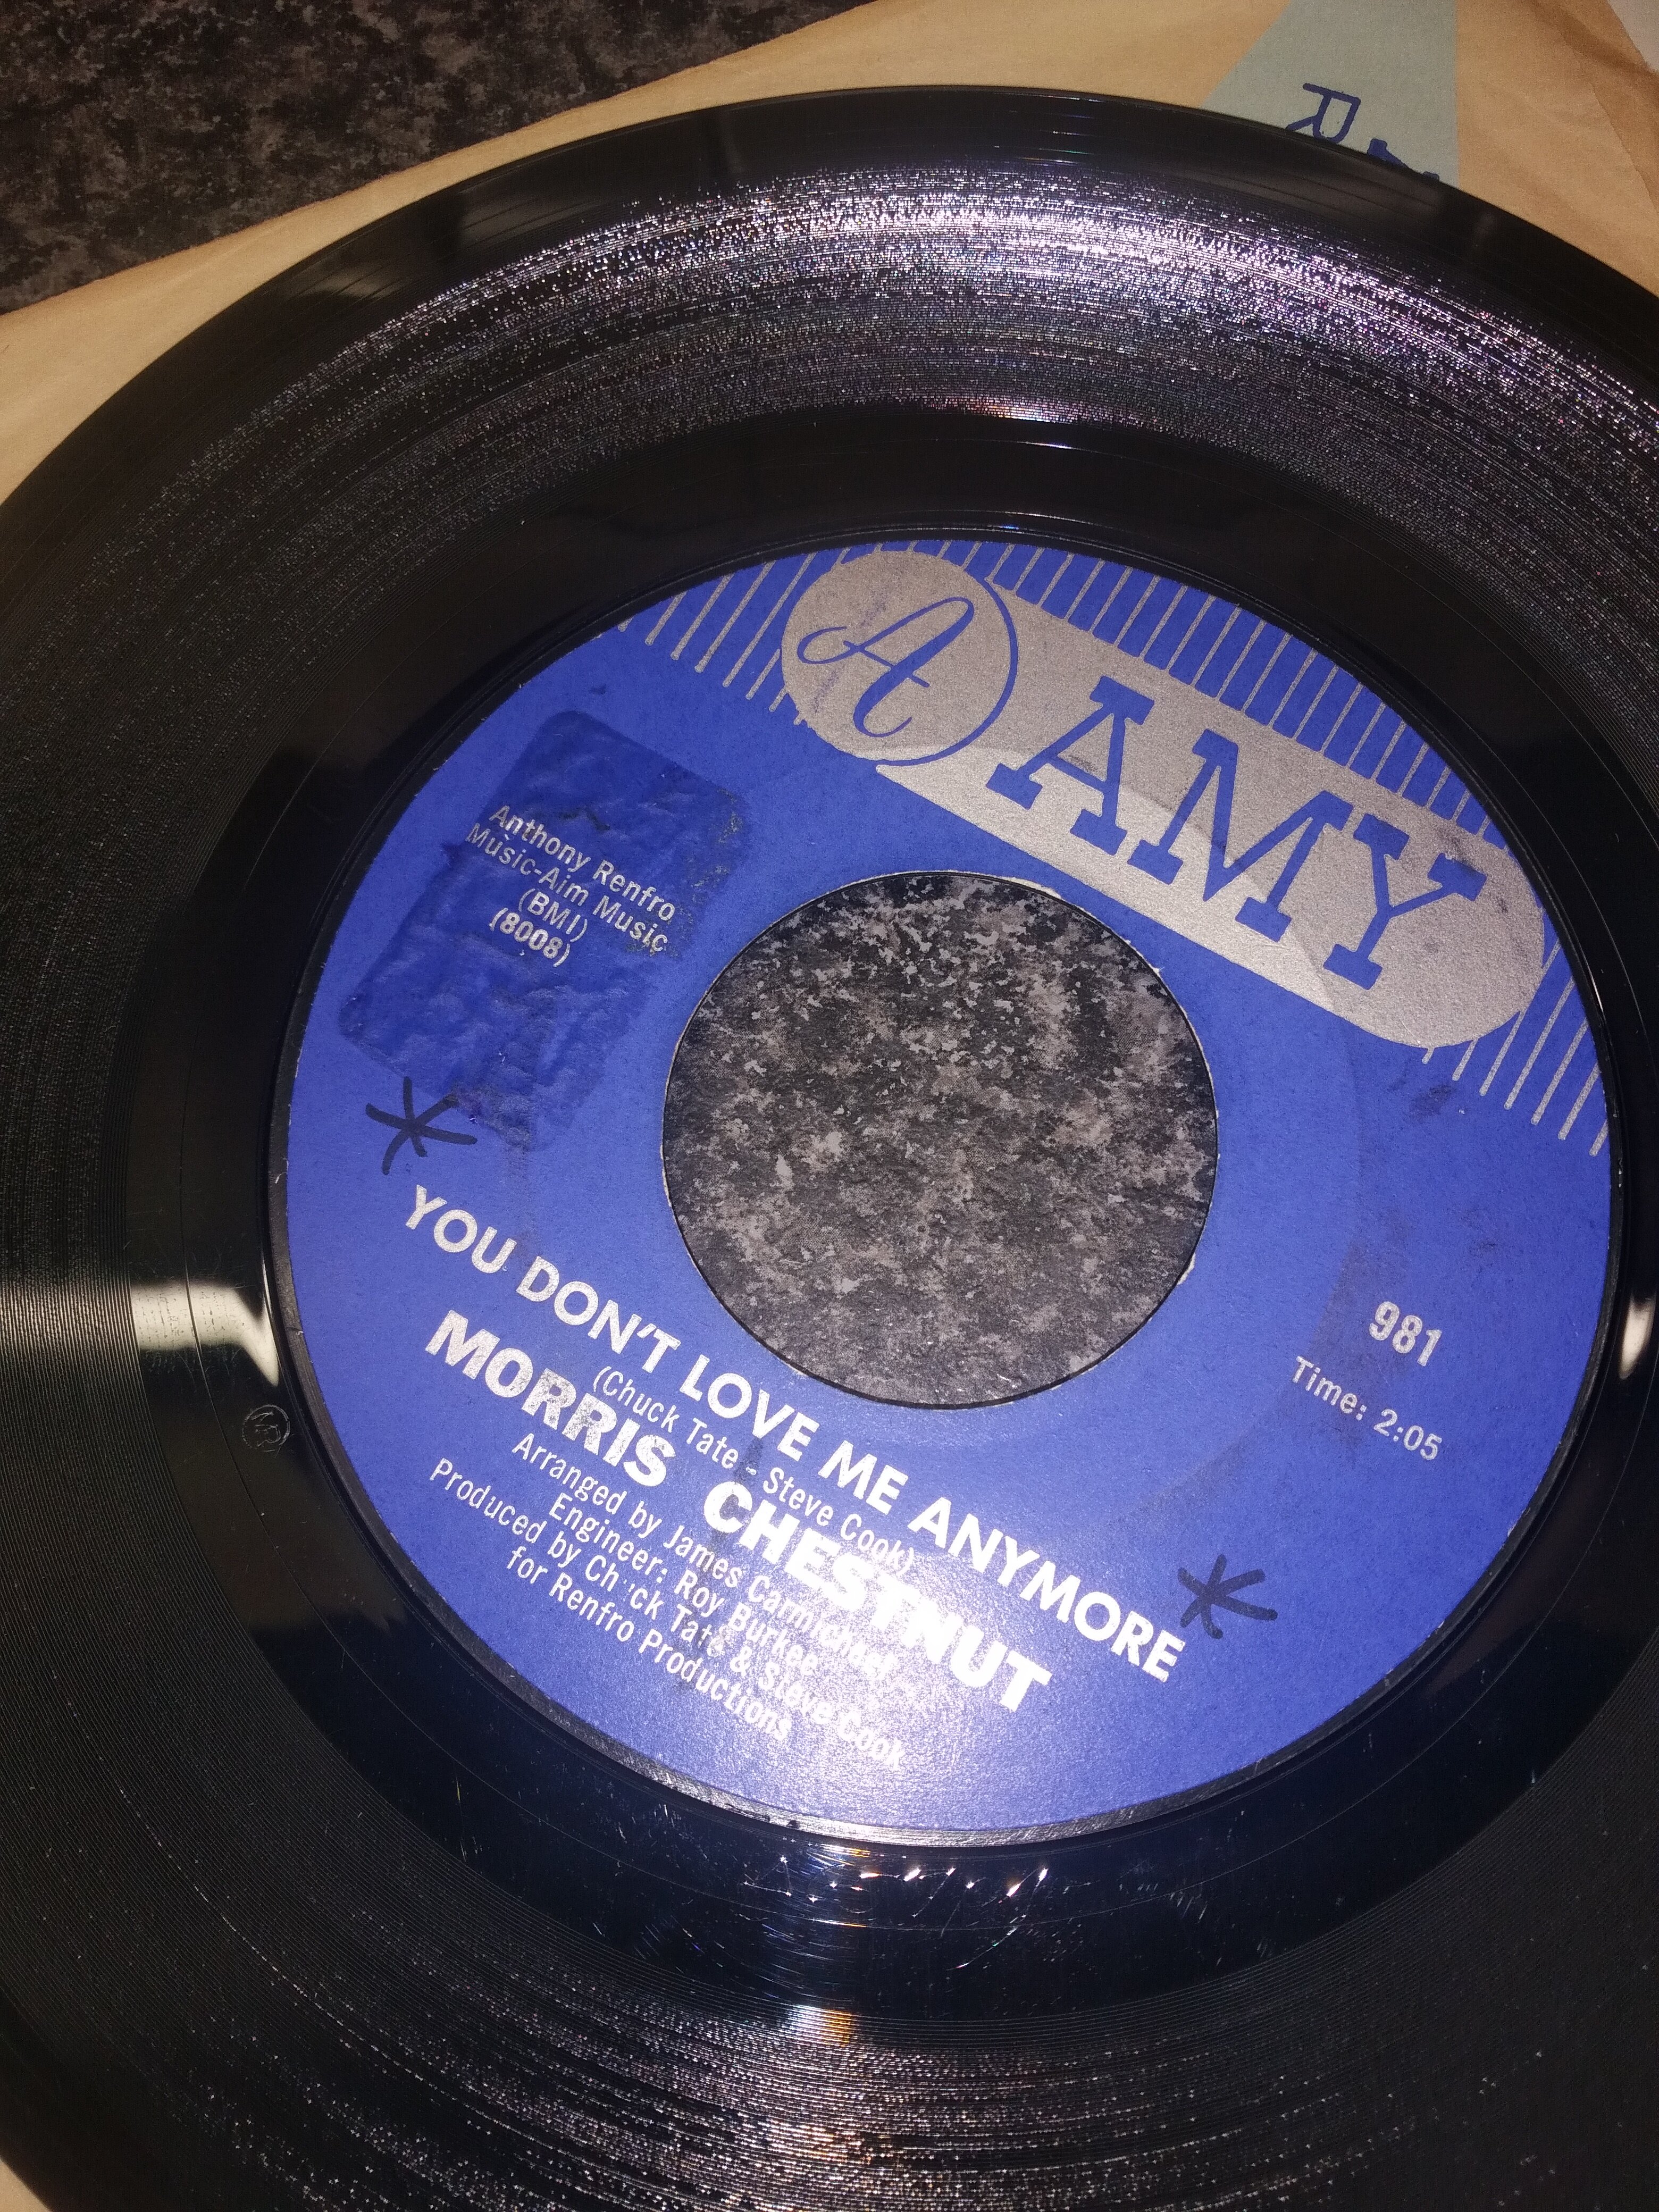 A AMY
Anthony Renfro
Music-Aim Music
(BMI)
(8008)
981
Time: 2:05
YOU DON'T LOVE ME ANYMORE
(Chuck Tate - Steve Cook)
MORRIS CHESTNUT
Arranged by James Carmichael
Engineer: Roy Burkee
Produced by Chuck Tate & Steve Cook
for Renfro Productions
MR